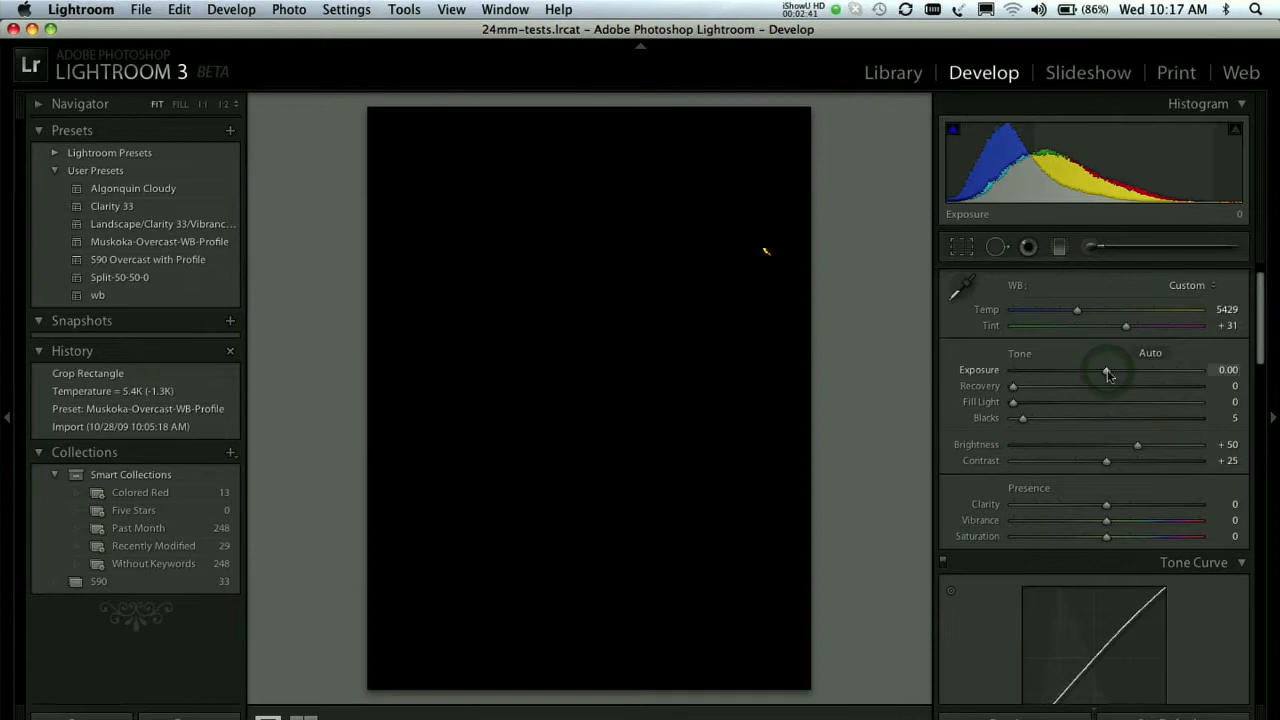 Lightroom File Edit Develop Photo Settings Tools View Window Help iShowU HD 00:02:41 (86%) Wed 10:17 AM
24mm-tests.lrcat – Adobe Photoshop Lightroom – Develop
Lr ADOBE PHOTOSHOP LIGHTROOM 3 BETA
Library Develop Slideshow Print Web
Navigator FIT FILL 1:1 1:2
Presets
Lightroom Presets
User Presets
Algonquin Cloudy
Clarity 33
Landscape/Clarity 33/Vibranc...
Muskoka-Overcast-WB-Profile
590 Overcast with Profile
Split-50-50-0
wb
Snapshots
History
Crop Rectangle
Temperature = 5.4K (-1.3K)
Preset: Muskoka-Overcast-WB-Profile
Import (10/28/09 10:05:18 AM)
Collections
Smart Collections
Colored Red 13
Five Stars 0
Past Month 248
Recently Modified 29
Without Keywords 248
590 33
Histogram
Exposure 0
WB: Custom
Temp 5429
Tint + 31
Tone Auto
Exposure 0.00
Recovery 0
Fill Light 0
Blacks 5
Brightness + 50
Contrast + 25
Presence
Clarity 0
Vibrance 0
Saturation 0
Tone Curve